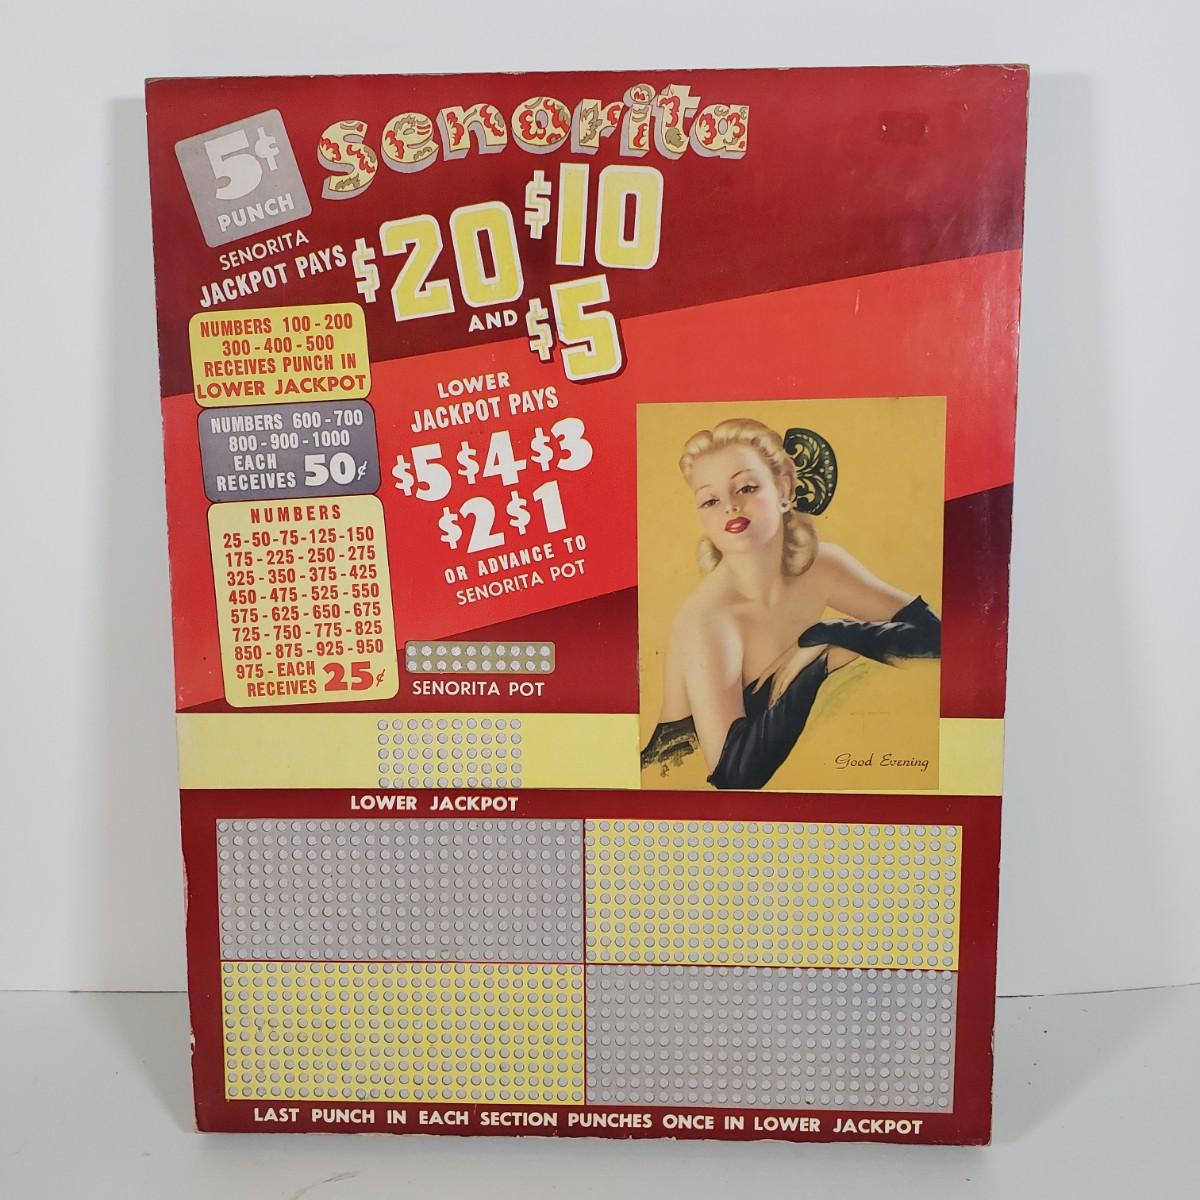 5¢
PUNCH
senorita
SENORITA
JACKPOT PAYS
$20 $10
AND $5
NUMBERS 100-200
300-400-500
RECEIVES PUNCH IN
LOWER JACKPOT
NUMBERS 600-700
800-900-1000
EACH
RECEIVES 50¢
NUMBERS
25-50-75-125-150
175-225-250-275
325-350-375-425
450-475-525-550
575-625-650-675
725-750-775-825
850-875-925-950
975-EACH
RECEIVES 25¢
LOWER
JACKPOT PAYS
$5 $4 $3
$2 $1
OR ADVANCE TO
SENORITA POT
SENORITA POT
Good Evening
LOWER JACKPOT
LAST PUNCH IN EACH SECTION PUNCHES ONCE IN LOWER JACKPOT